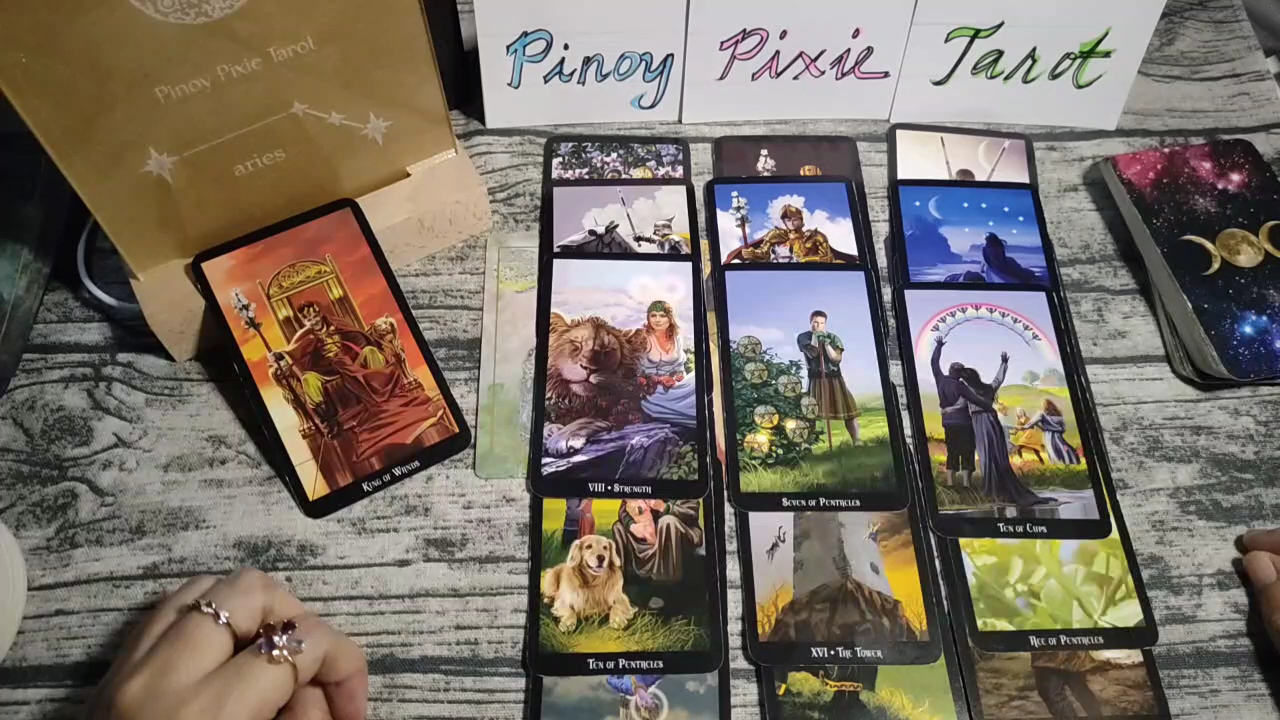 Pinoy Pixie Tarot
Pinoy Pixie Tarot
aries
King of Wands
VIII • Strength
Seven of Pentacles
Ten of Cups
Ten of Pentacles
XVI • The Tower
Ace of Pentacles